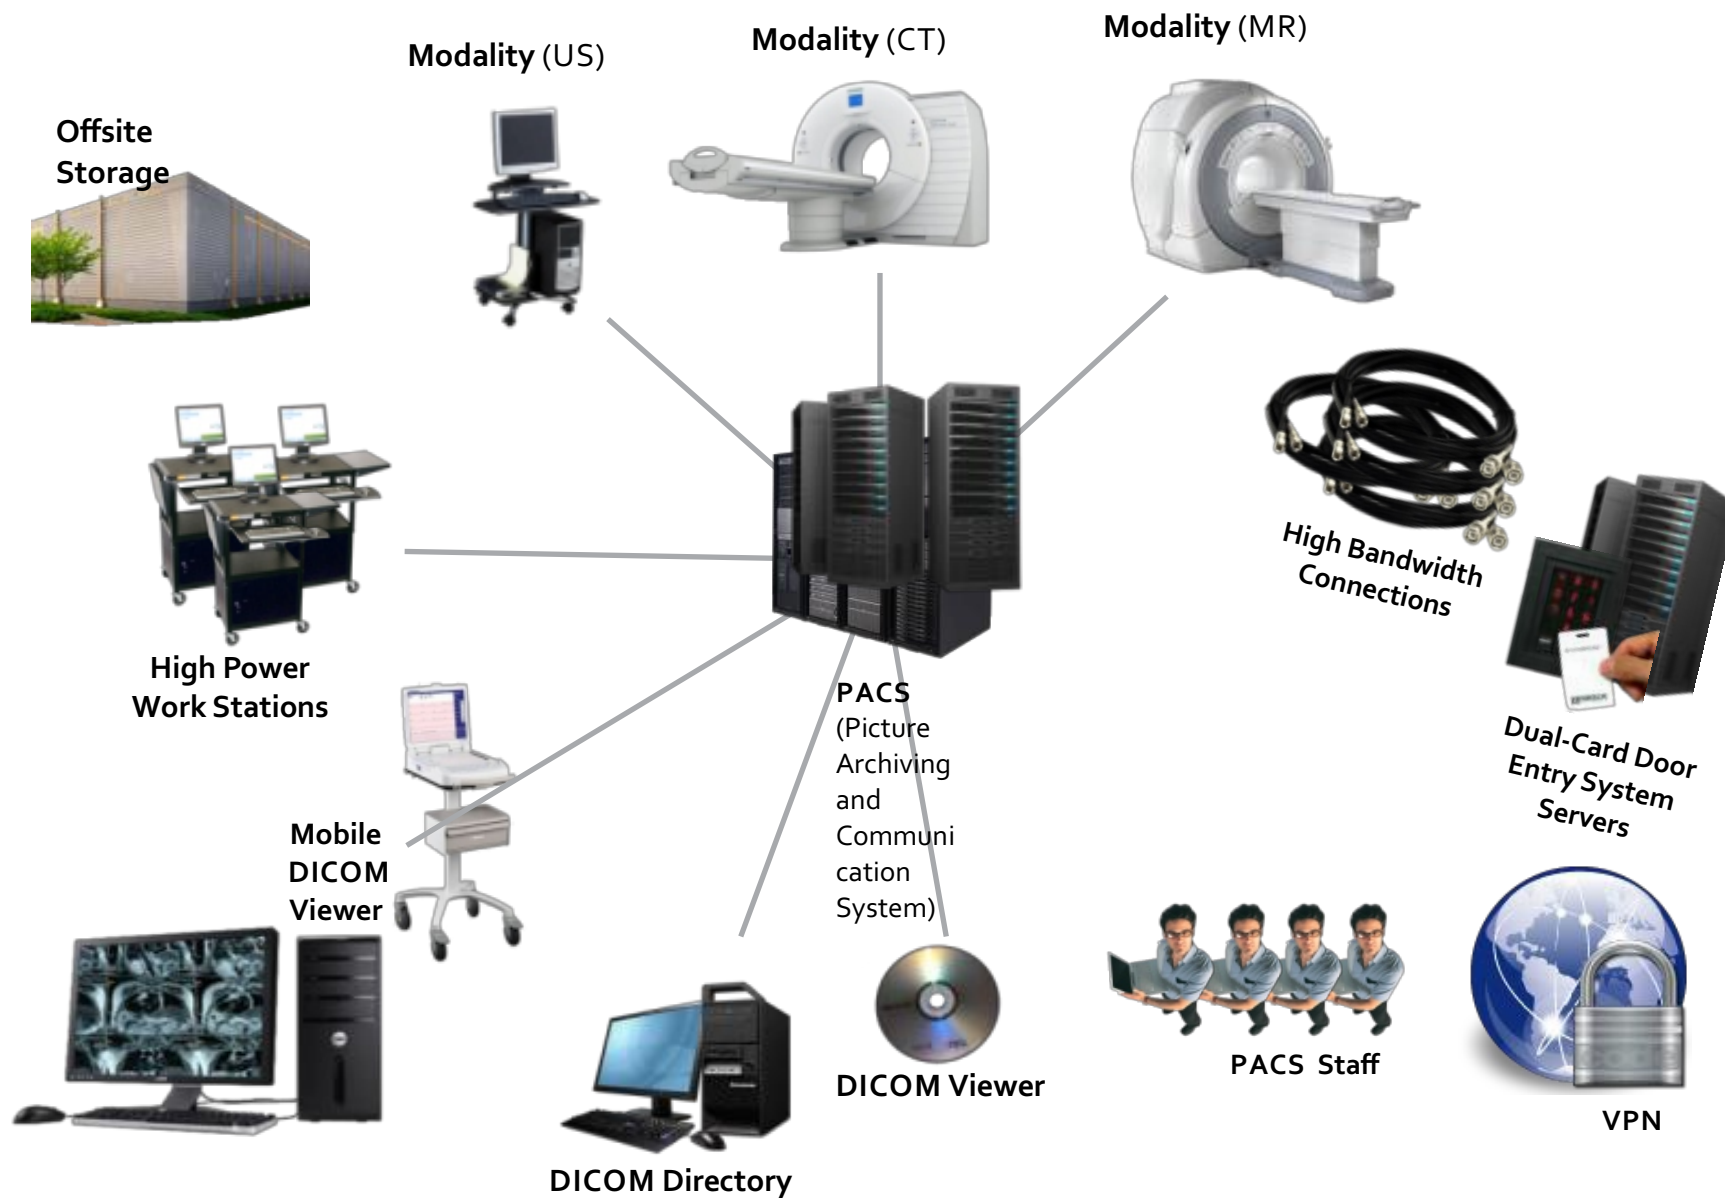 Modality (US)
Modality (CT)
Modality (MR)
Offsite
Storage
High Bandwidth
Connections
High Power
Work Stations
PACS
(Picture
Archiving
and
Communi
cation
System)
Dual-Card Door
Entry System
Servers
Mobile
DICOM
Viewer
PACS Staff
DICOM Viewer
VPN
DICOM Directory